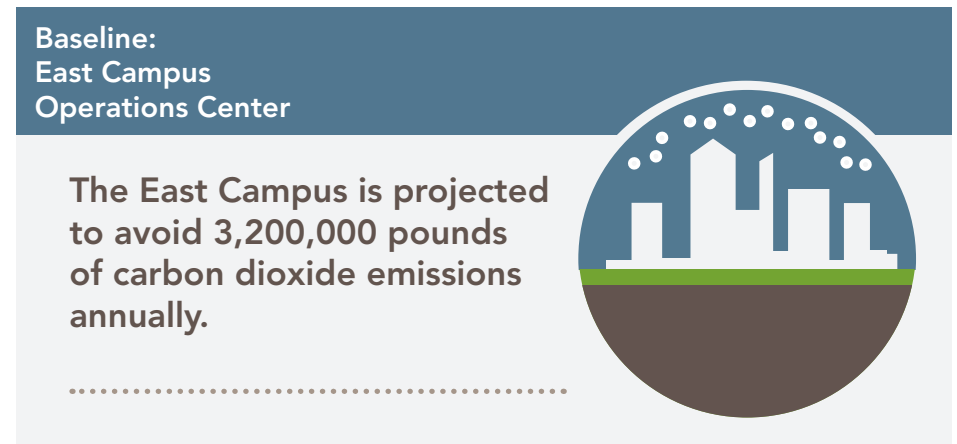 Baseline:
East Campus
Operations Center
The East Campus is projected
to avoid 3,200,000 pounds
of carbon dioxide emissions
annually.